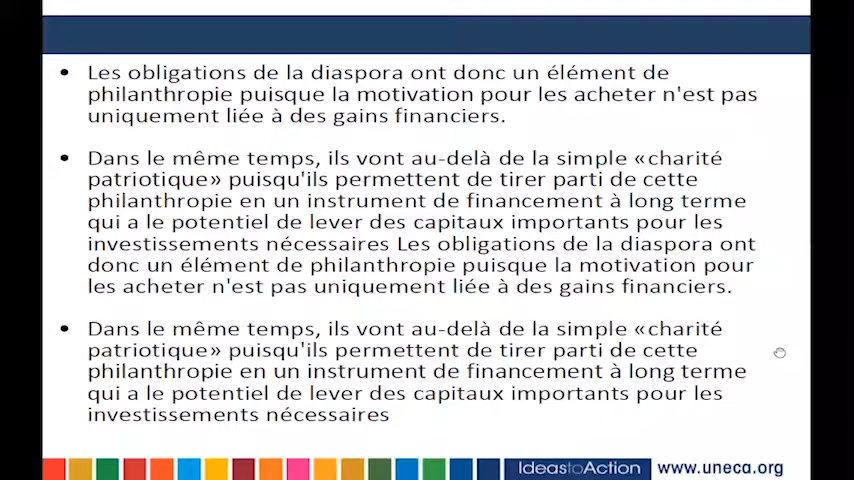 Les obligations de la diaspora ont donc un élément de
philanthropie puisque la motivation pour les acheter n'est pas
uniquement liée à des gains financiers.
Dans le même temps, ils vont au-delà de la simple «charité
patriotique» puisqu'ils permettent de tirer parti de cette
philanthropie en un instrument de financement à long terme
qui a le potentiel de lever des capitaux importants pour les
investissements nécessaires Les obligations de la diaspora ont
donc un élément de philanthropie puisque la motivation pour
les acheter n'est pas uniquement liée à des gains financiers.
Dans le même temps, ils vont au-delà de la simple «charité
patriotique» puisqu'ils permettent de tirer parti de cette
philanthropie en un instrument de financement à long terme
qui a le potentiel de lever des capitaux importants pour les
investissements nécessaires
IdeastoAction www.uneca.org